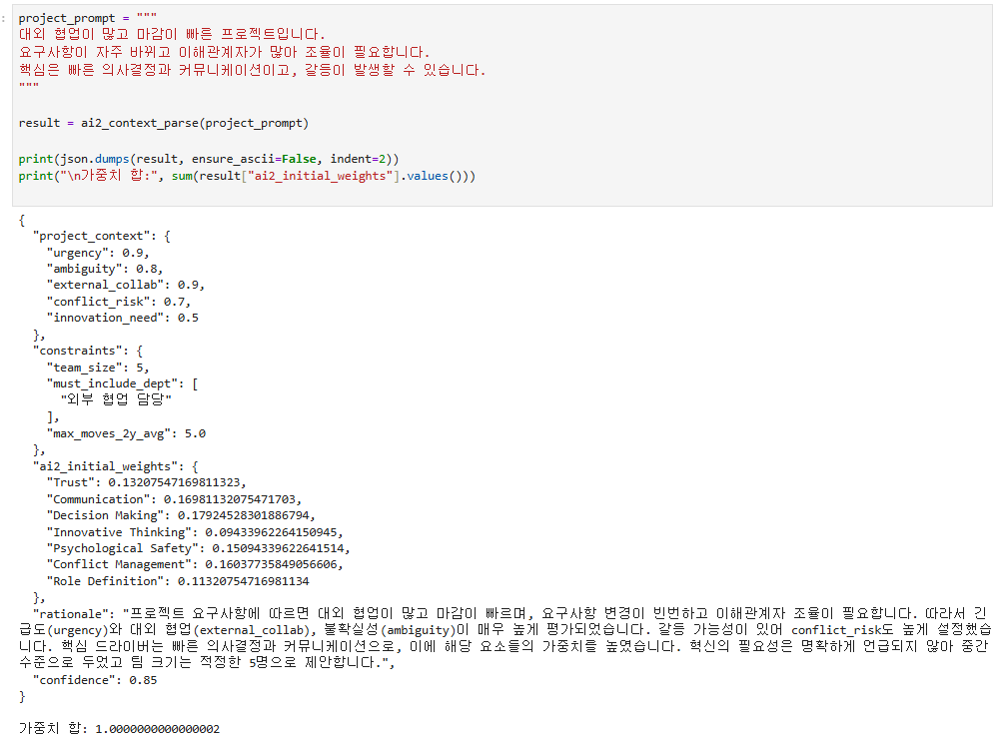 :
project_prompt = """
대외 협업이 많고 마감이 빠른 프로젝트입니다.
요구사항이 자주 바뀌고 이해관계자가 많아 조율이 필요합니다.
핵심은 빠른 의사결정과 커뮤니케이션이고, 갈등이 발생할 수 있습니다.
"""
result = ai2_context_parse(project_prompt)
print(json.dumps(result, ensure_ascii=False, indent=2))
print("\n가중치 합:", sum(result["ai2_initial_weights"].values()))
{
  "project_context": {
    "urgency": 0.9,
    "ambiguity": 0.8,
    "external_collab": 0.9,
    "conflict_risk": 0.7,
    "innovation_need": 0.5
  },
  "constraints": {
    "team_size": 5,
    "must_include_dept": [
      "외부 협업 담당"
    ],
    "max_moves_2y_avg": 5.0
  },
  "ai2_initial_weights": {
    "Trust": 0.13207547169811323,
    "Communication": 0.16981132075471703,
    "Decision Making": 0.17924528301886794,
    "Innovative Thinking": 0.09433962264150945,
    "Psychological Safety": 0.15094339622641514,
    "Conflict Management": 0.16037735849056606,
    "Role Definition": 0.11320754716981134
  },
  "rationale": "프로젝트 요구사항에 따르면 대외 협업이 많고 마감이 빠르며, 요구사항 변경이 빈번하고 이해관계자 조율이 필요합니다. 따라서 긴
급도(urgency)와 대외 협업(external_collab), 불확실성(ambiguity)이 매우 높게 평가되었습니다. 갈등 가능성이 있어 conflict_risk도 높게 설정했습
니다. 핵심 드라이버는 빠른 의사결정과 커뮤니케이션으로, 이에 해당 요소들의 가중치를 높였습니다. 혁신의 필요성은 명확하게 언급되지 않아 중간
수준으로 두었고 팀 크기는 적정한 5명으로 제안합니다.",
  "confidence": 0.85
}
가중치 합: 1.0000000000000002